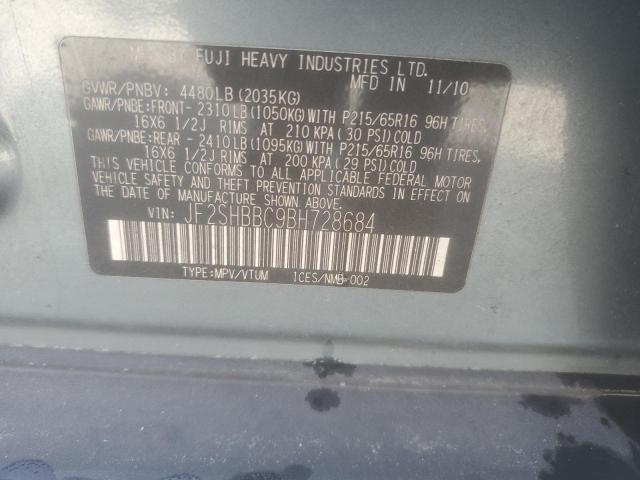 FUJI HEAVY INDUSTRIES LTD.
MFD IN 11/10
GVWR/PNBV: 4480LB (2035KG)
GAWR/PNBE:FRONT- 2310LB (1050KG)WITH P215/65R16 96H TIRES,
16X6 1/2J RIMS AT 210 KPA (30 PSI)COLD
GAWR/PNBE:REAR - 2410LB (1095KG)WITH P215/65R16 96H TIRES,
16X6 1/2J RIMS AT 200 KPA (29 PSI)COLD
THIS VEHICLE CONFORMS TO ALL APPLICABLE FEDERAL MOTOR
VEHICLE SAFETY AND THEFT PREVENTION STANDARDS IN EFFECT ON
THE DATE OF MANUFACTURE SHOWN ABOVE.
VIN: JF2SHBBC9BH728684
TYPE:MPV/VTUM ICES/NMB-002